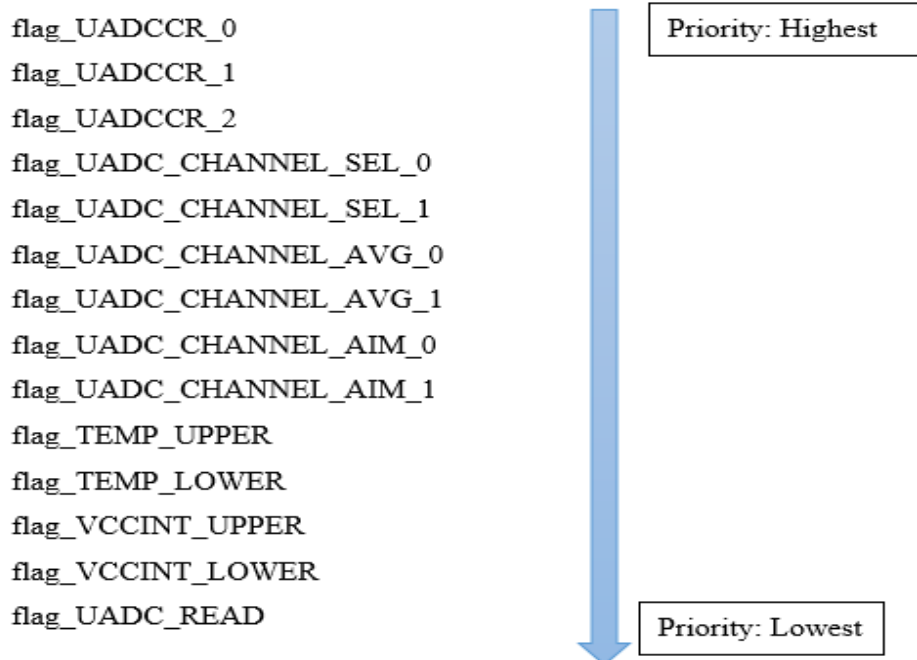 flag_UADCCR_0
Priority: Highest
flag_UADCCR_1
flag_UADCCR_2
flag_UADC_CHANNEL_SEL_0
flag_UADC_CHANNEL_SEL_1
flag_UADC_CHANNEL_AVG_0
flag_UADC_CHANNEL_AVG_1
flag_UADC_CHANNEL_AIM_0
flag_UADC_CHANNEL_AIM_1
flag_TEMP_UPPER
flag_TEMP_LOWER
flag_VCCINT_UPPER
flag_VCCINT_LOWER
flag_UADC_READ
Priority: Lowest